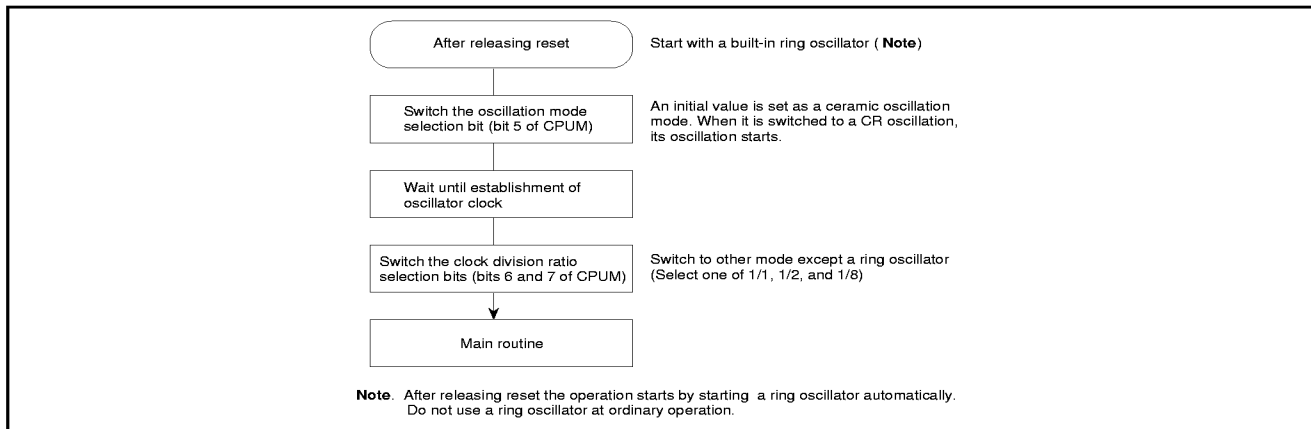 After releasing reset
Start with a built-in ring oscillator ( Note)
Switch the oscillation mode
selection bit (bit 5 of CPUM)
An initial value is set as a ceramic oscillation
mode. When it is switched to a CR oscillation,
its oscillation starts.
Wait until establishment of
oscillator clock
Switch the clock division ratio
selection bits (bits 6 and 7 of CPUM)
Switch to other mode except a ring oscillator
(Select one of 1/1, 1/2, and 1/8)
Main routine
Note. After releasing reset the operation starts by starting a ring oscillator automatically.
Do not use a ring oscillator at ordinary operation.